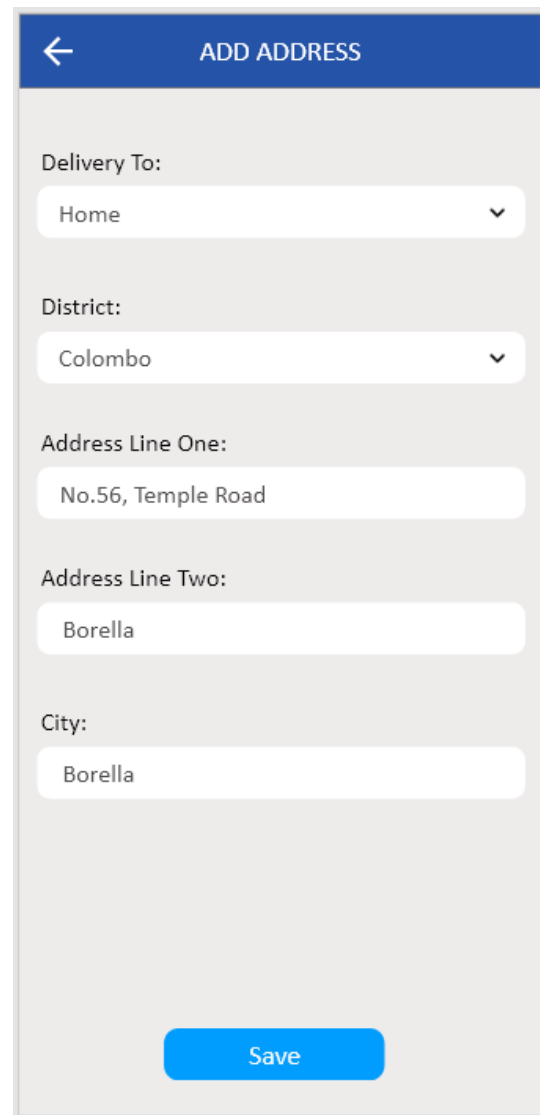 ADD ADDRESS
Delivery To:
Home
District:
Colombo
Address Line One:
No.56, Temple Road
Address Line Two:
Borella
City:
Borella
Save